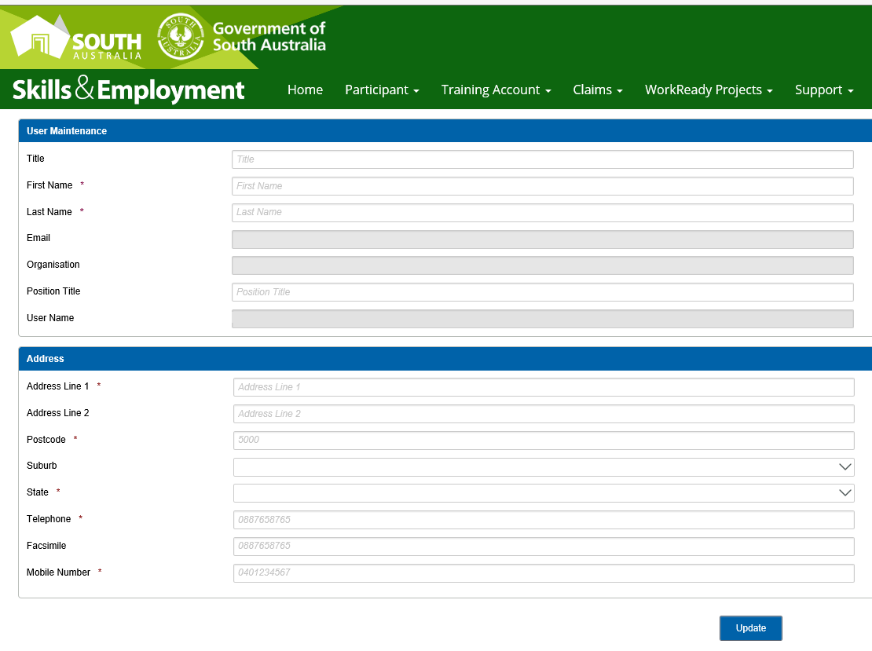 SOUTH
AUSTRALIA
SOUTH
Government of
South Australia
Skills & Employment
Home Participant Training Account Claims WorkReady Projects Support
User Maintenance
Title Title
First Name * First Name
Last Name * Last Name
Email
Organisation
Position Title Position Title
User Name
Address
Address Line 1 * Address Line 1
Address Line 2 Address Line 2
Postcode * 5000
Suburb
State *
Telephone * 0887658765
Facsimile 0887658765
Mobile Number * 0401234567
Update